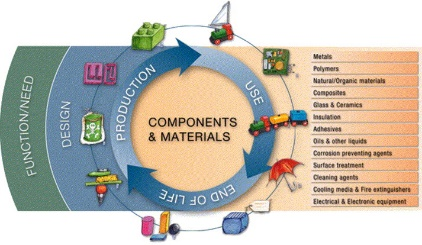 FUNCTION/NEED
DESIGN
PRODUCTION
USE
END OF LIFE
COMPONENTS
& MATERIALS
Metals
Polymers
Natural/Organic materials
Composites
Glass & Ceramics
Insulation
Adhesives
Oils & other liquids
Corrosion preventing agents
Surface treatment
Cleaning agents
Cooling media & Fire extinguishers
Electrical & Electronic equipment